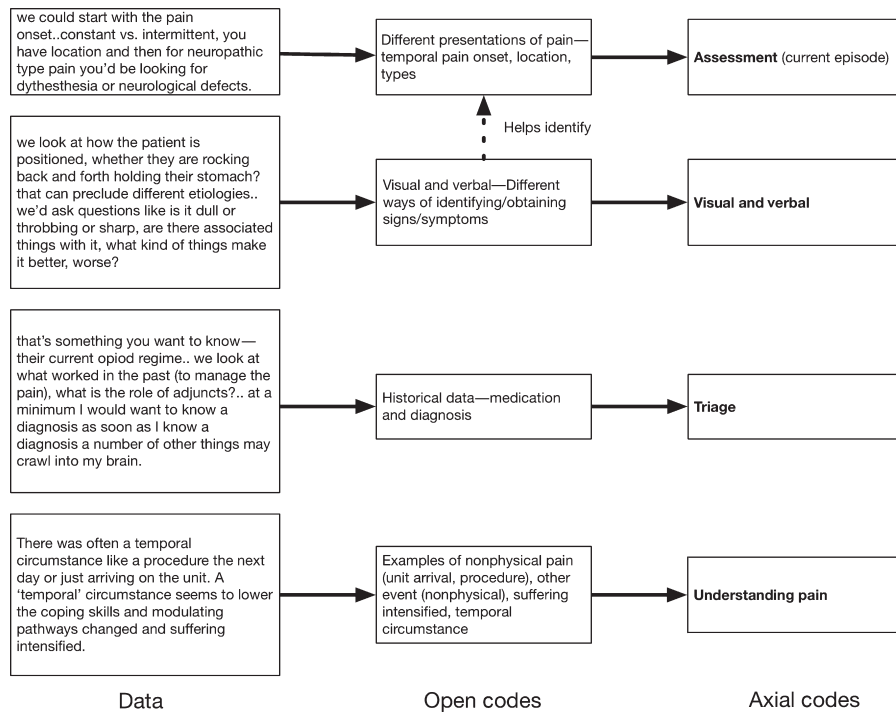 we could start with the pain
onset..constant vs. intermittent, you
have location and then for neuropathic
type pain you'd be looking for
dythesthesia or neurological defects.
Different presentations of pain—
temporal pain onset, location,
types
Assessment (current episode)
Helps identify
we look at how the patient is
positioned, whether they are rocking
back and forth holding their stomach?
that can preclude different etiologies..
we'd ask questions like is it dull or
throbbing or sharp, are there associated
things with it, what kind of things make
it better, worse?
Visual and verbal—Different
ways of identifying/obtaining
signs/symptoms
Visual and verbal
that's something you want to know—
their current opiod regime.. we look at
what worked in the past (to manage the
pain), what is the role of adjuncts?.. at a
minimum I would want to know a
diagnosis as soon as I know a
diagnosis a number of other things may
crawl into my brain.
Historical data—medication
and diagnosis
Triage
There was often a temporal
circumstance like a procedure the next
day or just arriving on the unit. A
'temporal' circumstance seems to lower
the coping skills and modulating
pathways changed and suffering
intensified.
Examples of nonphysical pain
(unit arrival, procedure), other
event (nonphysical), suffering
intensified, temporal
circumstance
Understanding pain
Data
Open codes
Axial codes